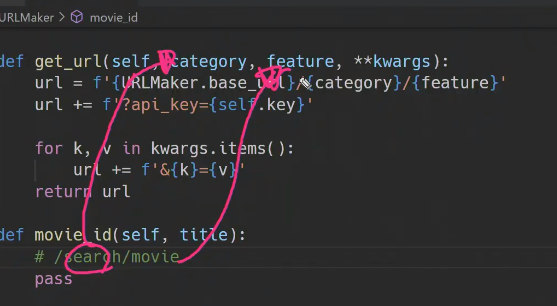 URLMaker > movie_id
def get_url(self, category, feature, **kwargs):
url = f'{URLMaker.base_url}/{category}/{feature}'
url += f'?api_key={self.key}'
for k, v in kwargs.items():
url += f'&{k}={v}'
return url
def movie_id(self, title):
# /search/movie
pass